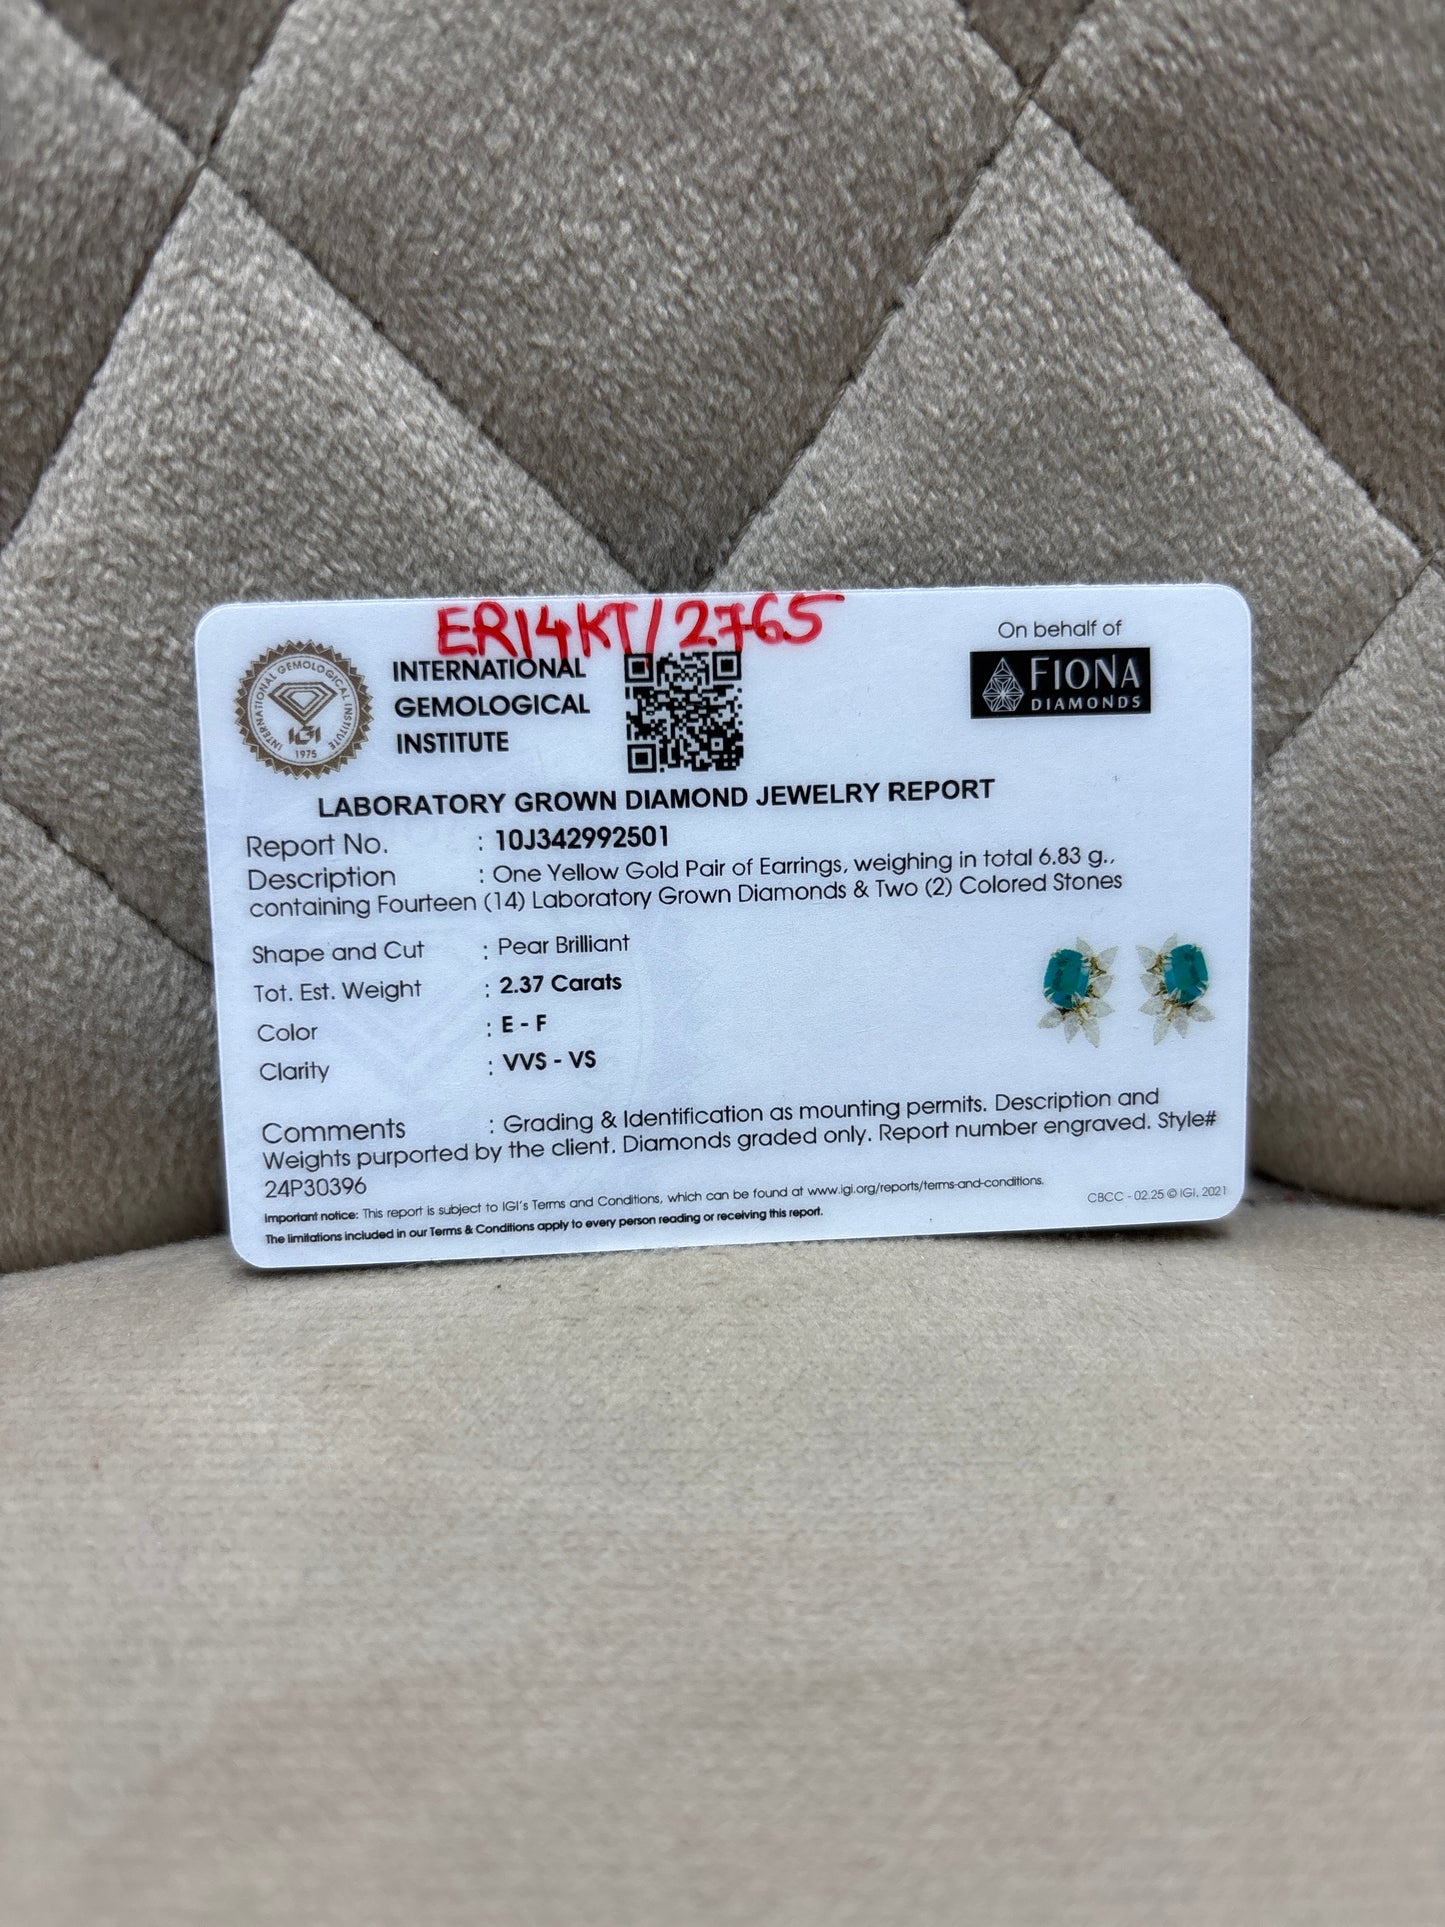 ER14KT/2765
INTERNATIONAL GEMOLOGICAL INSTITUTE
IGI
1975
INTERNATIONAL
GEMOLOGICAL
INSTITUTE
On behalf of
FIONA
DIAMONDS
LABORATORY GROWN DIAMOND JEWELRY REPORT
Report No. : 10J342992501
Description : One Yellow Gold Pair of Earrings, weighing in total 6.83 g.,
containing Fourteen (14) Laboratory Grown Diamonds & Two (2) Colored Stones
Shape and Cut : Pear Brilliant
Tot. Est. Weight : 2.37 Carats
Color : E - F
Clarity : VVS - VS
Comments : Grading & Identification as mounting permits. Description and
Weights purported by the client. Diamonds graded only. Report number engraved. Style#
24P30396
Important notice: This report is subject to IGI's Terms and Conditions, which can be found at www.igi.org/reports/terms-and-conditions.
The limitations included in our Terms & Conditions apply to every person reading or receiving this report.
CBCC - 02.25 © IGI, 2021